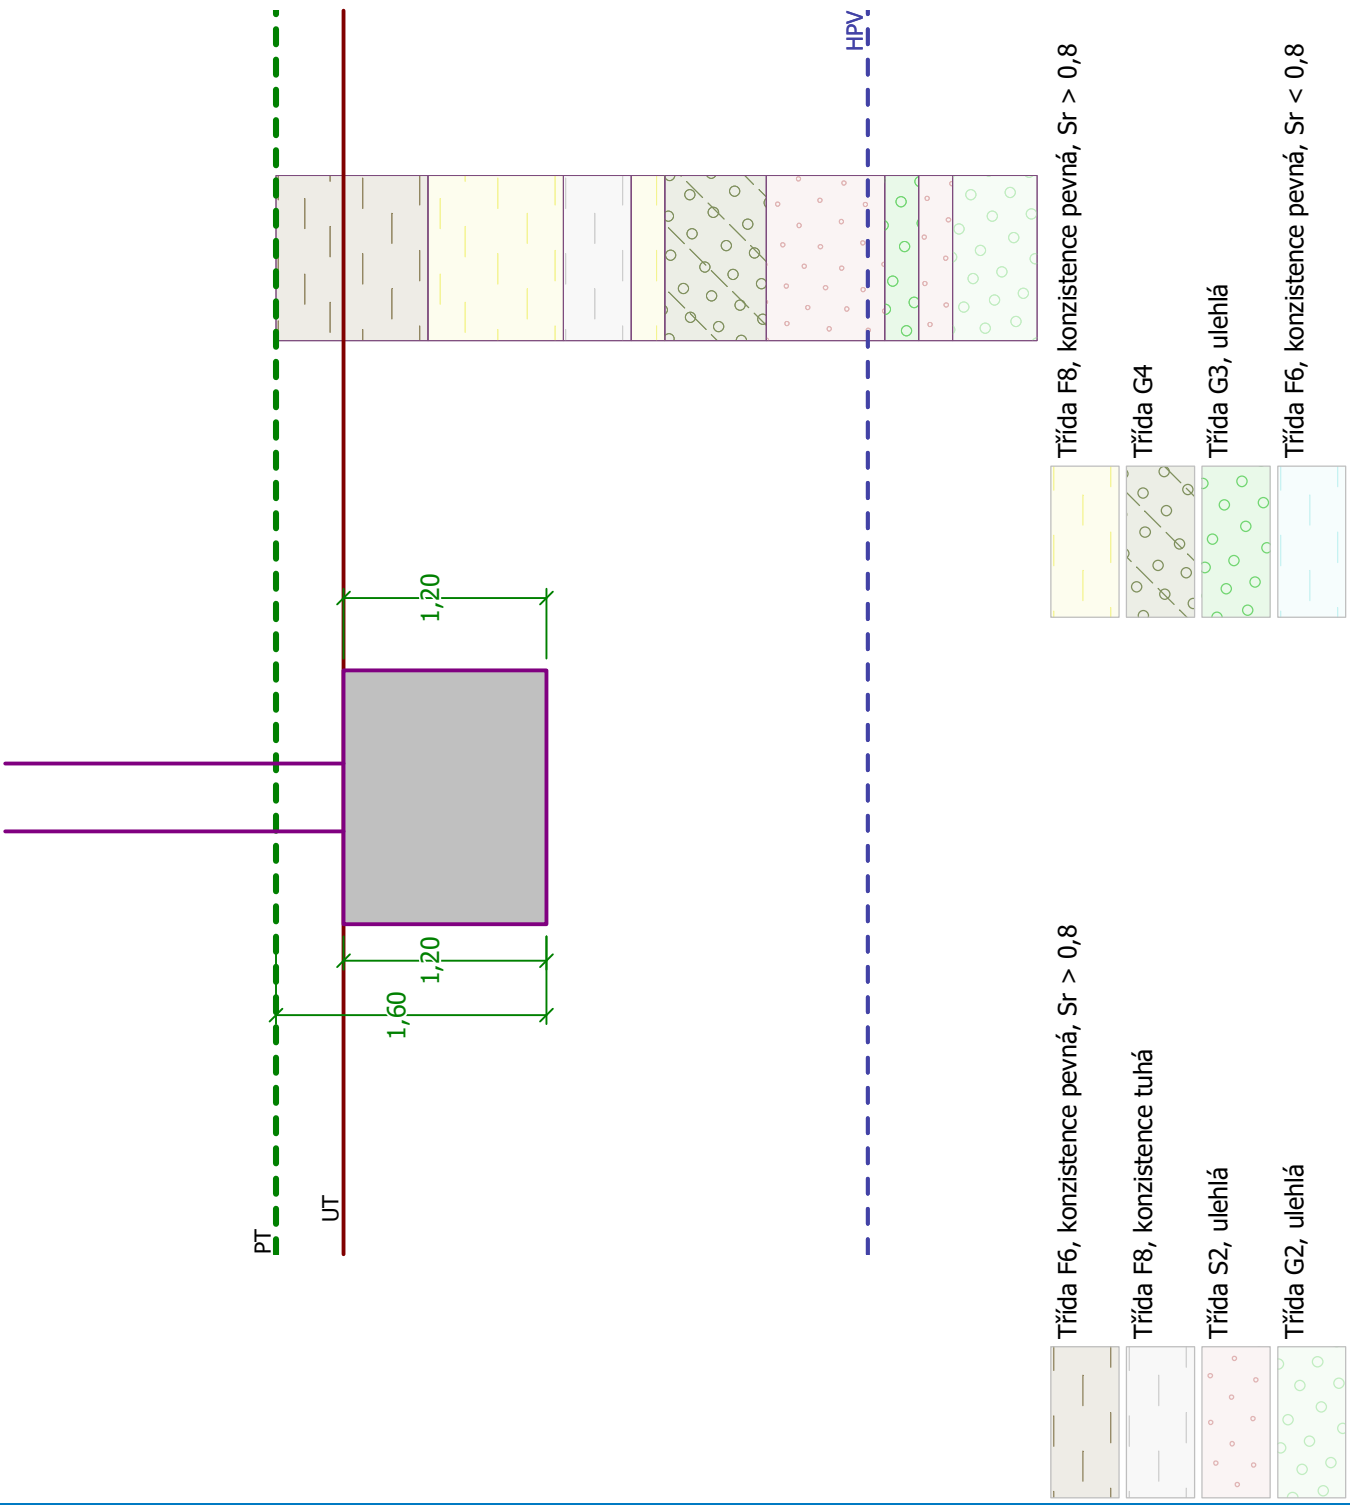 PT
UT
HPV
1,60
1,20
1,20
Třída F6, konzistence pevná, Sr > 0,8
Třída F8, konzistence pevná, Sr > 0,8
Třída F8, konzistence tuhá
Třída G4
Třída S2, ulehlá
Třída G3, ulehlá
Třída G2, ulehlá
Třída F6, konzistence pevná, Sr < 0,8